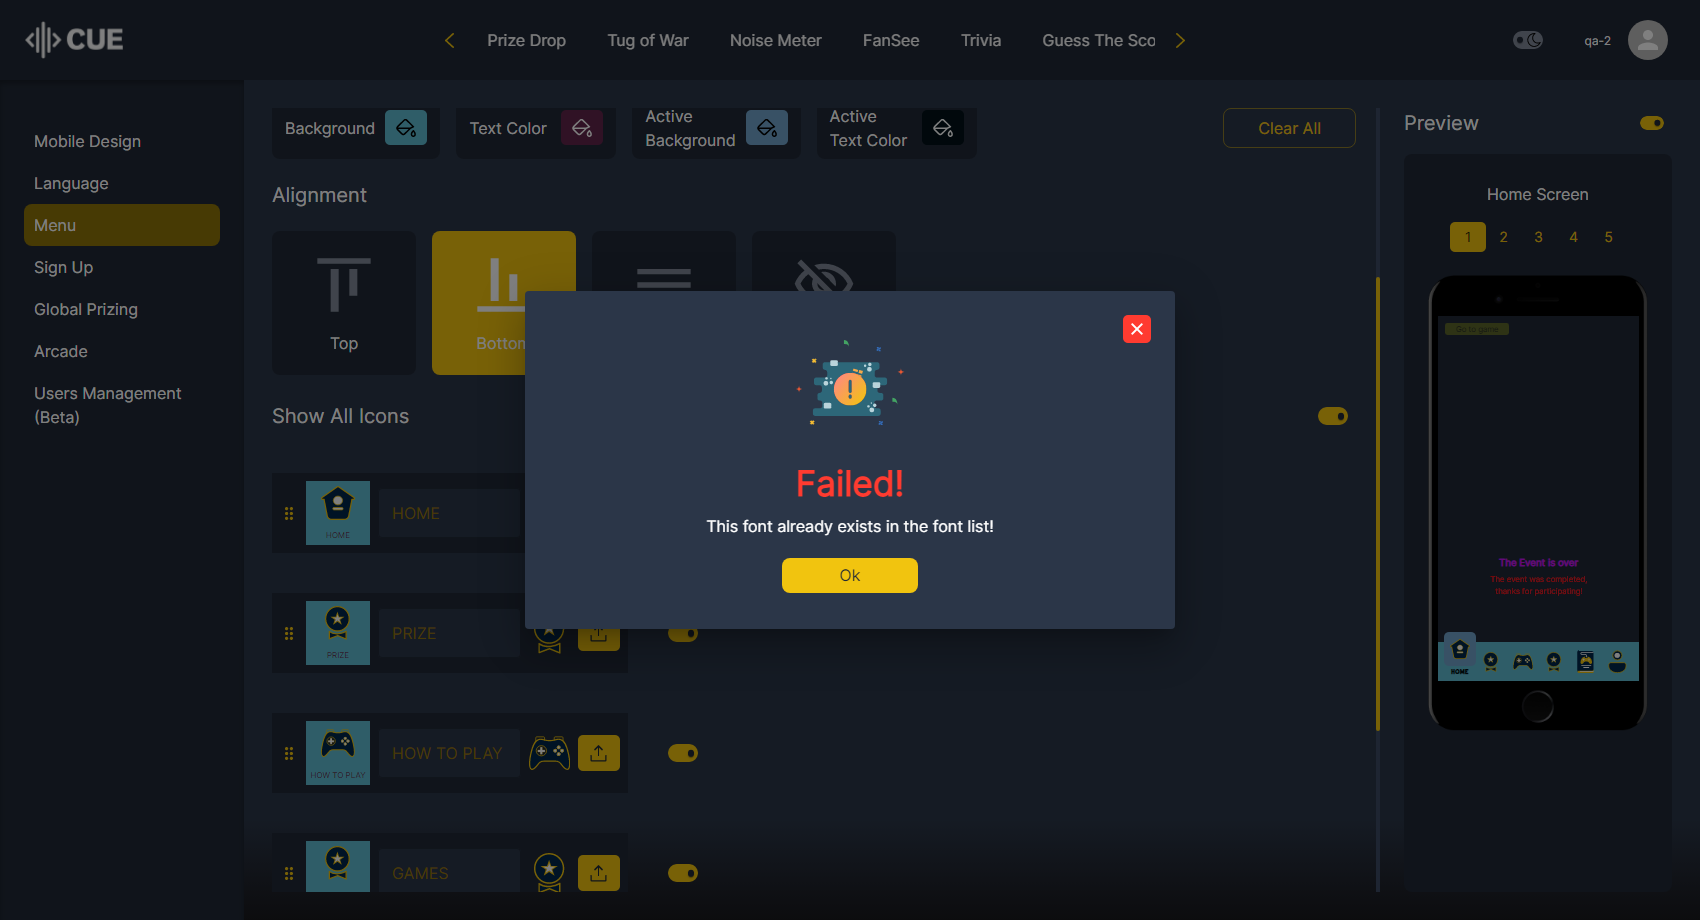 CUE
Prize Drop
Tug of War
Noise Meter
FanSee
Trivia
Guess The Sco
qa-2
Mobile Design
Language
Menu
Sign Up
Global Prizing
Arcade
Users Management
(Beta)
Background
Text Color
Active
Background
Active
Text Color
Clear All
Alignment
Top
Bottom
Show All Icons
HOME
HOME
PRIZE
PRIZE
HOW TO PLAY
HOW TO PLAY
GAMES
Failed!
This font already exists in the font list!
Ok
Preview
Home Screen
1 2 3 4 5
Go to game
The Event is over
The event was completed,
thanks for participating!
HOME